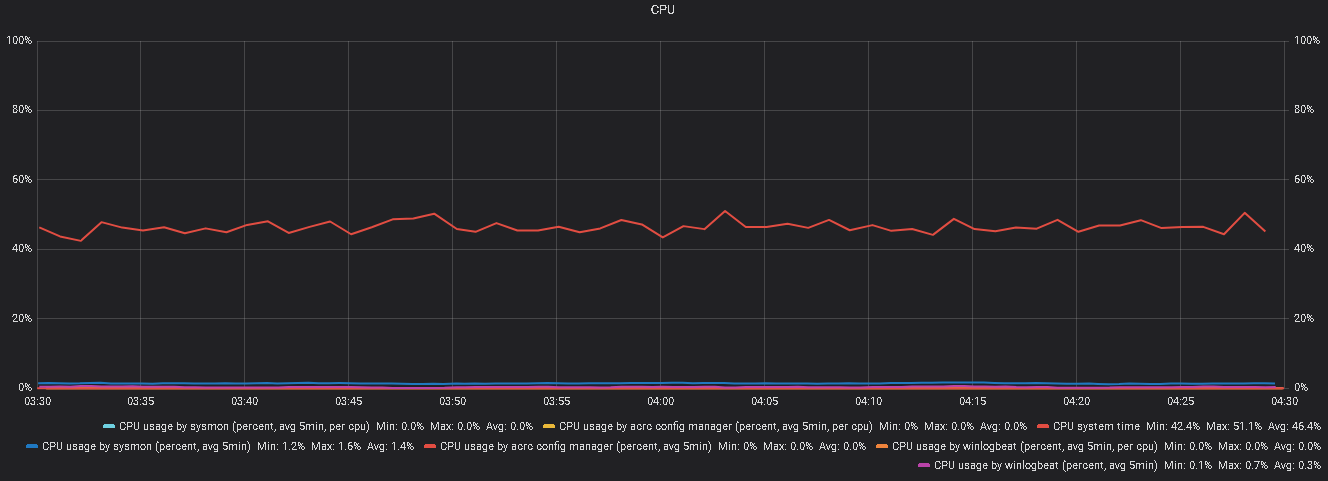 CPU
100% 100%
80% 80%
60% 60%
40% 40%
20% 20%
0% 0%
03:30 03:35 03:40 03:45 03:50 03:55 04:00 04:05 04:10 04:15 04:20 04:25 04:30
CPU usage by sysmon (percent, avg 5min, per cpu) Min: 0.0% Max: 0.0% Avg: 0.0% CPU usage by acrc config manager (percent, avg 5min, per cpu) Min: 0% Max: 0.0% Avg: 0.0% CPU system time Min: 42.4% Max: 51.1% Avg: 46.4%
CPU usage by sysmon (percent, avg 5min) Min: 1.2% Max: 1.6% Avg: 1.4% CPU usage by acrc config manager (percent, avg 5min) Min: 0% Max: 0.0% Avg: 0.0% CPU usage by winlogbeat (percent, avg 5min, per cpu) Min: 0.0% Max: 0.0% Avg: 0.0%
CPU usage by winlogbeat (percent, avg 5min) Min: 0.1% Max: 0.7% Avg: 0.3%